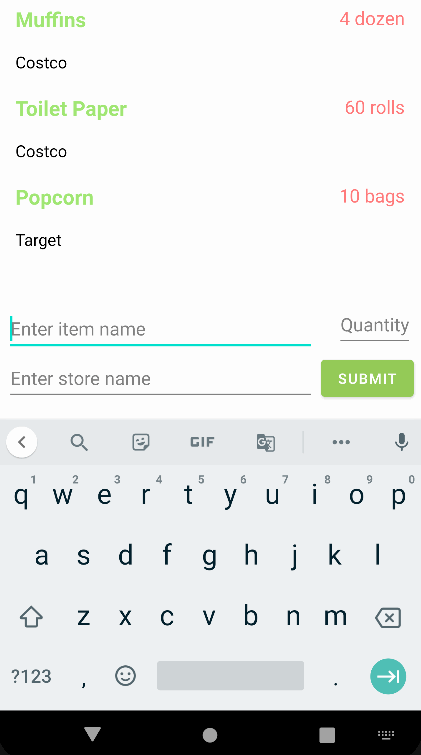 Muffins 4 dozen
Costco
Toilet Paper 60 rolls
Costco
Popcorn 10 bags
Target
Enter item name Quantity
Enter store name SUBMIT
GIF
1 2 3 4 5 6 7 8 9 0
q w e r t y u i o p
a s d f g h j k l
z x c v b n m
?123 , .